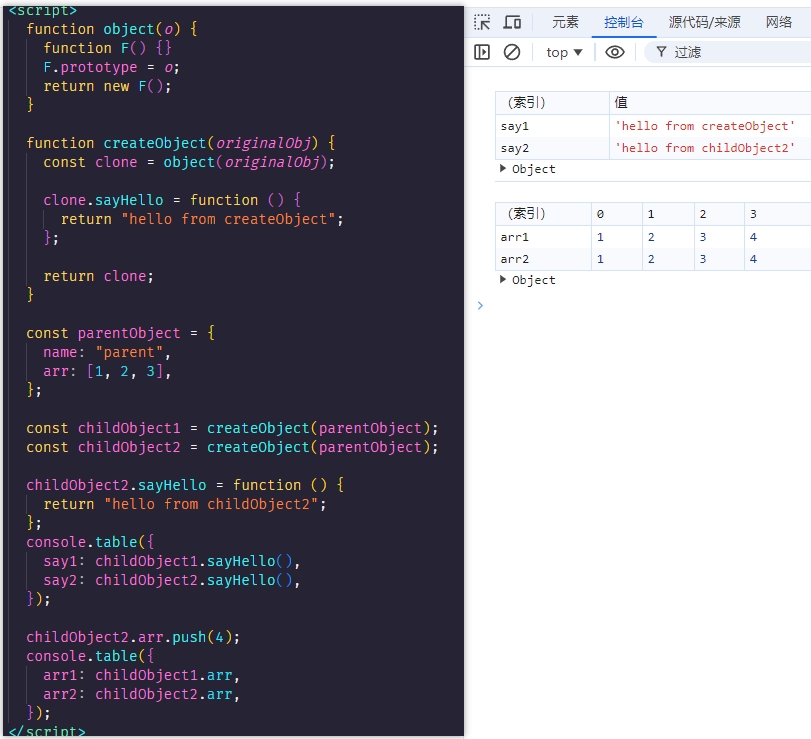 <script>
function object(o) {
function F() {}
F.prototype = o;
return new F();
}
function createObject(originalObj) {
const clone = object(originalObj);
clone.sayHello = function () {
return "hello from createObject";
};
return clone;
}
const parentObject = {
name: "parent",
arr: [1, 2, 3],
};
const childObject1 = createObject(parentObject);
const childObject2 = createObject(parentObject);
childObject2.sayHello = function () {
return "hello from childObject2";
};
console.table({
say1: childObject1.sayHello(),
say2: childObject2.sayHello(),
});
childObject2.arr.push(4);
console.table({
arr1: childObject1.arr,
arr2: childObject2.arr,
});
</script>
元素 控制台 源代码/来源 网络
top ▼ 过滤
（索引） 值
say1 'hello from createObject'
say2 'hello from childObject2'
▶ Object
（索引） 0 1 2 3
arr1 1 2 3 4
arr2 1 2 3 4
▶ Object
>